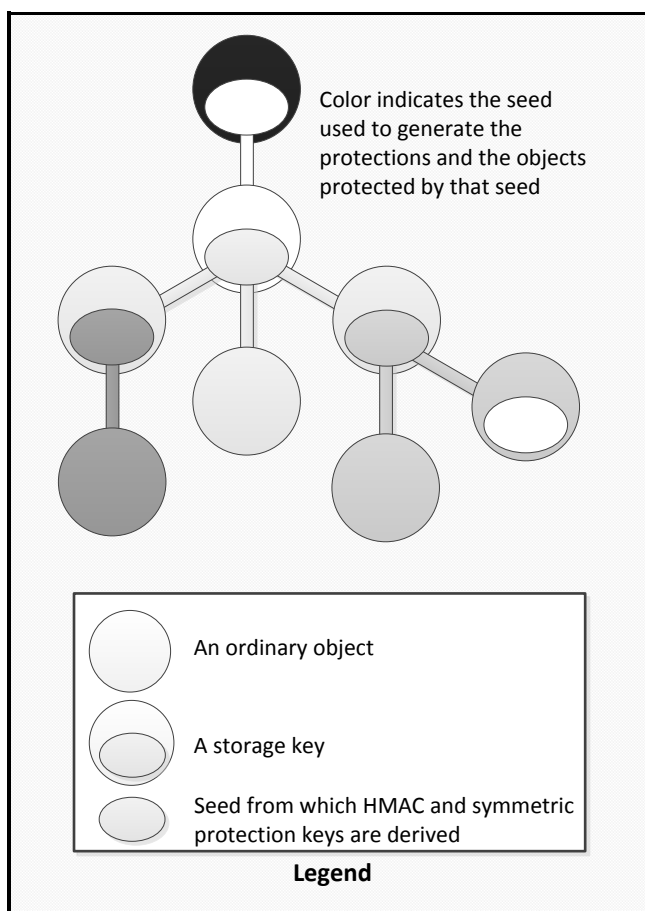 Color indicates the seed
used to generate the
protections and the objects
protected by that seed
An ordinary object
A storage key
Seed from which HMAC and symmetric
protection keys are derived
Legend